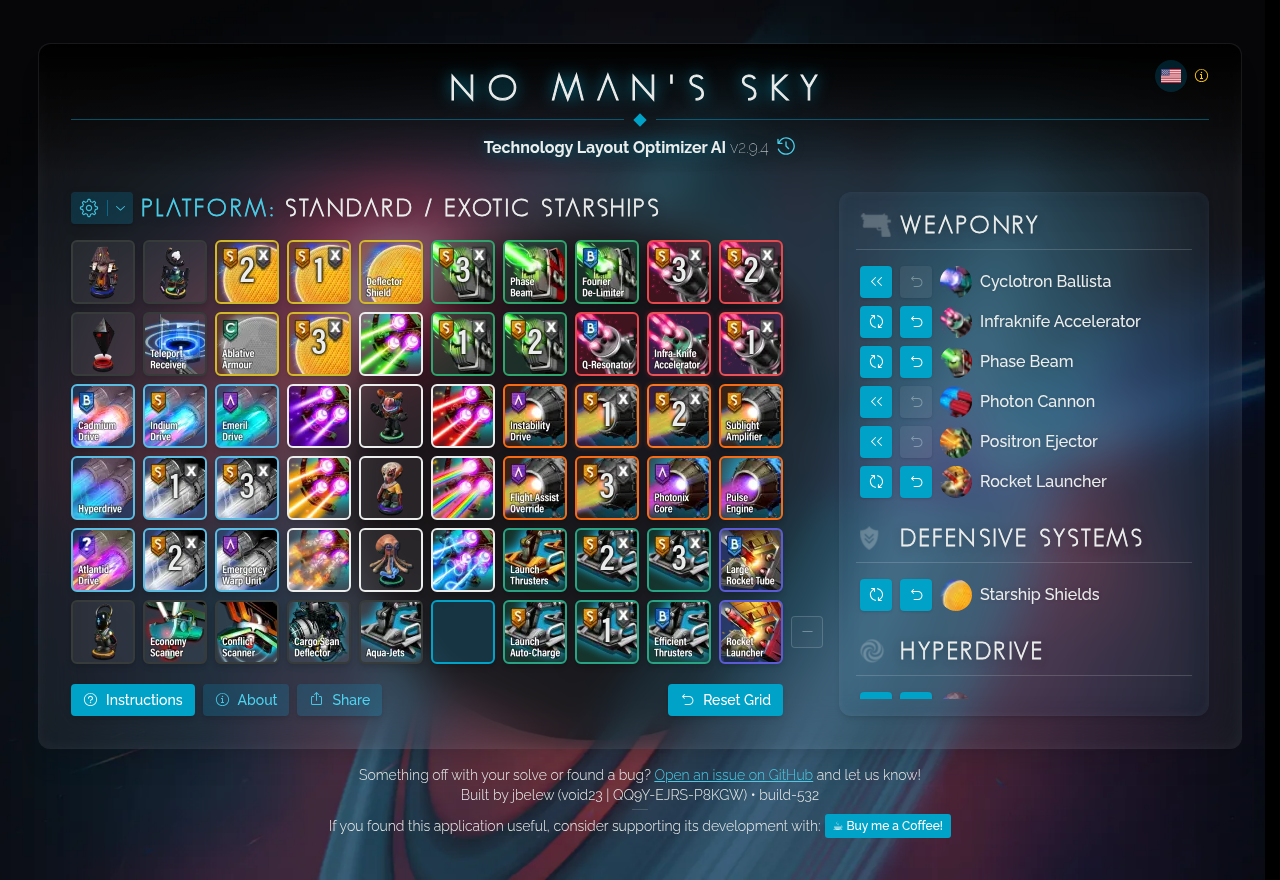 NO MAN'S SKY
Technology Layout Optimizer AI v2.9.4
PLATFORM: STANDARD / EXOTIC STARSHIPS
S 2 X
S 1 X
Deflector Shield
S 3 X
Phase Beam
B Fourier De-Limiter
S 3 X
S 2 X
Teleport Receiver
C Ablative Armour
S 3 X
S 1 X
S 2 X
B Q-Resonator
Infra-Knife Accelerator
S 1 X
B Cadmium Drive
S Indium Drive
A Emeril Drive
A Instability Drive
S 1 X
S 2 X
S Sublight Amplifier
Hyperdrive
S 1 X
S 3 X
A Flight Assist Override
S 3 X
A Photonix Core
Pulse Engine
? Atlantid Drive
S 2 X
A Emergency Warp Unit
Launch Thrusters
S 2 X
S 3 X
B Large Rocket Tube
Economy Scanner
Conflict Scanner
Cargo Scan Deflector
Aqua-Jets
S Launch Auto-Charge
S 1 X
B Efficient Thrusters
Rocket Launcher
Instructions
About
Share
Reset Grid
WEAPONRY
Cyclotron Ballista
Infraknife Accelerator
Phase Beam
Photon Cannon
Positron Ejector
Rocket Launcher
DEFENSIVE SYSTEMS
Starship Shields
HYPERDRIVE
Something off with your solve or found a bug? Open an issue on GitHub and let us know!
Built by jbelew (void23 | QQ9Y-EJRS-P8KGW) • build-532
If you found this application useful, consider supporting its development with: Buy me a Coffee!